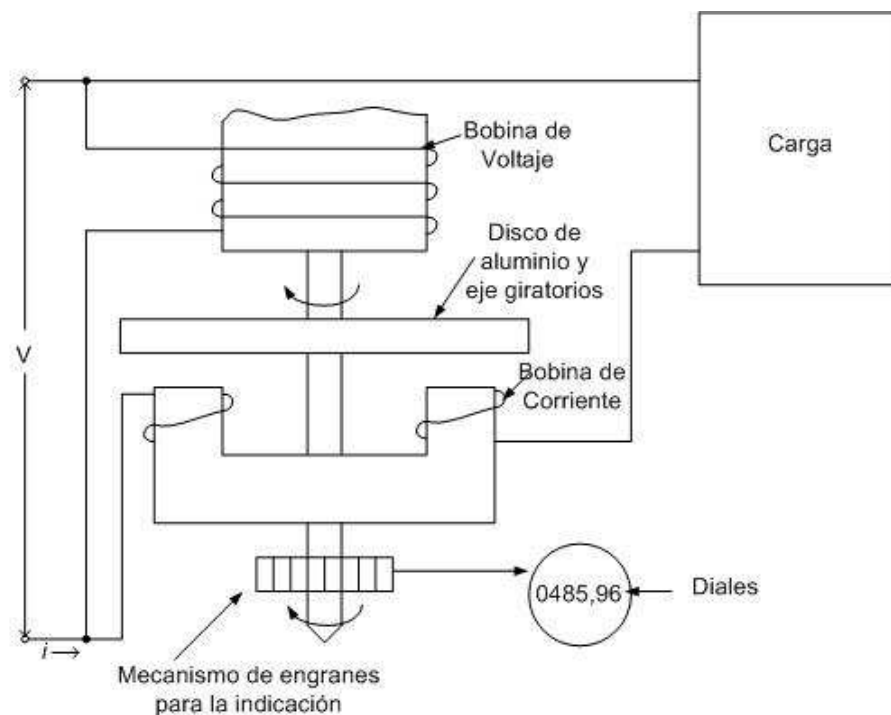 Bobina de
Voltaje
Carga
Disco de
aluminio y
eje giratorios
V
Bobina de
Corriente
0485,96
Diales
i→
Mecanismo de engranes
para la indicación